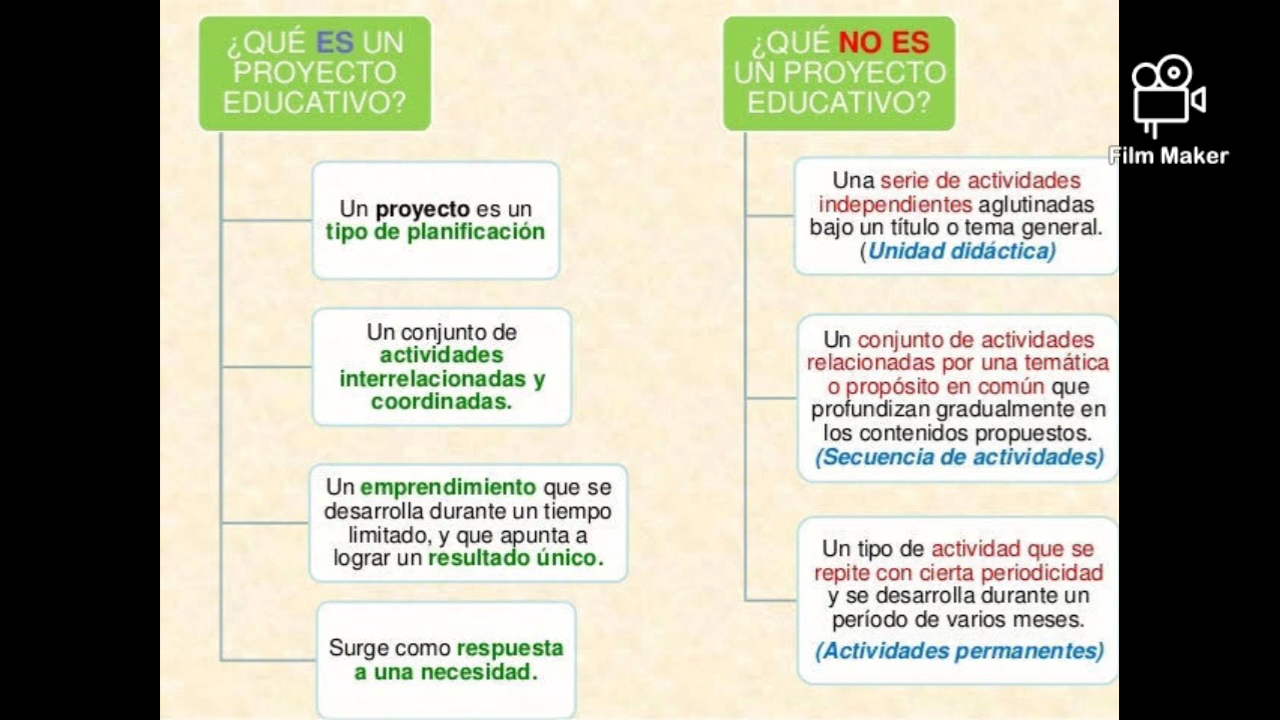 ¿QUÉ ES UN
PROYECTO
EDUCATIVO?
Un proyecto es un
tipo de planificación
Un conjunto de
actividades
interrelacionadas y
coordinadas.
Un emprendimiento que se
desarrolla durante un tiempo
limitado, y que apunta a
lograr un resultado único.
Surge como respuesta
a una necesidad.
¿QUÉ NO ES
UN PROYECTO
EDUCATIVO?
Una serie de actividades
independientes aglutinadas
bajo un título o tema general.
(Unidad didáctica)
Un conjunto de actividades
relacionadas por una temática
o propósito en común que
profundizan gradualmente en
los contenidos propuestos.
(Secuencia de actividades)
Un tipo de actividad que se
repite con cierta periodicidad
y se desarrolla durante un
período de varios meses.
(Actividades permanentes)
Film Maker